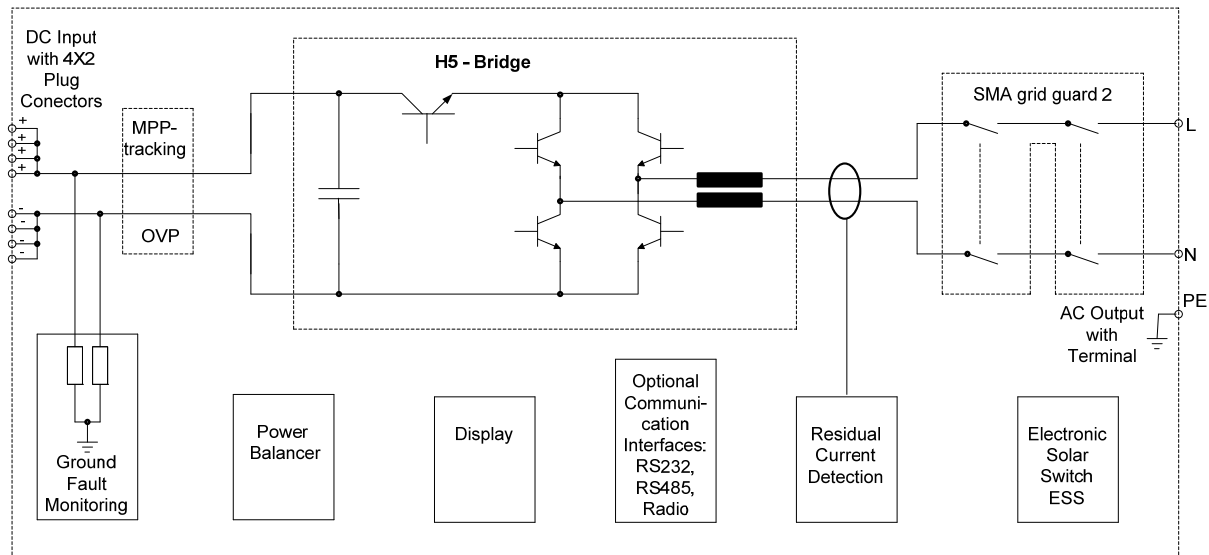 DC Input
with 4X2
Plug
Conectors
+
+
+
+
-
-
-
-
MPP-
tracking
OVP
H5 - Bridge
SMA grid guard 2
L
N
PE
AC Output
with
Terminal
Ground
Fault
Monitoring
Power
Balancer
Display
Optional
Communi-
cation
Interfaces:
RS232,
RS485,
Radio
Residual
Current
Detection
Electronic
Solar
Switch
ESS